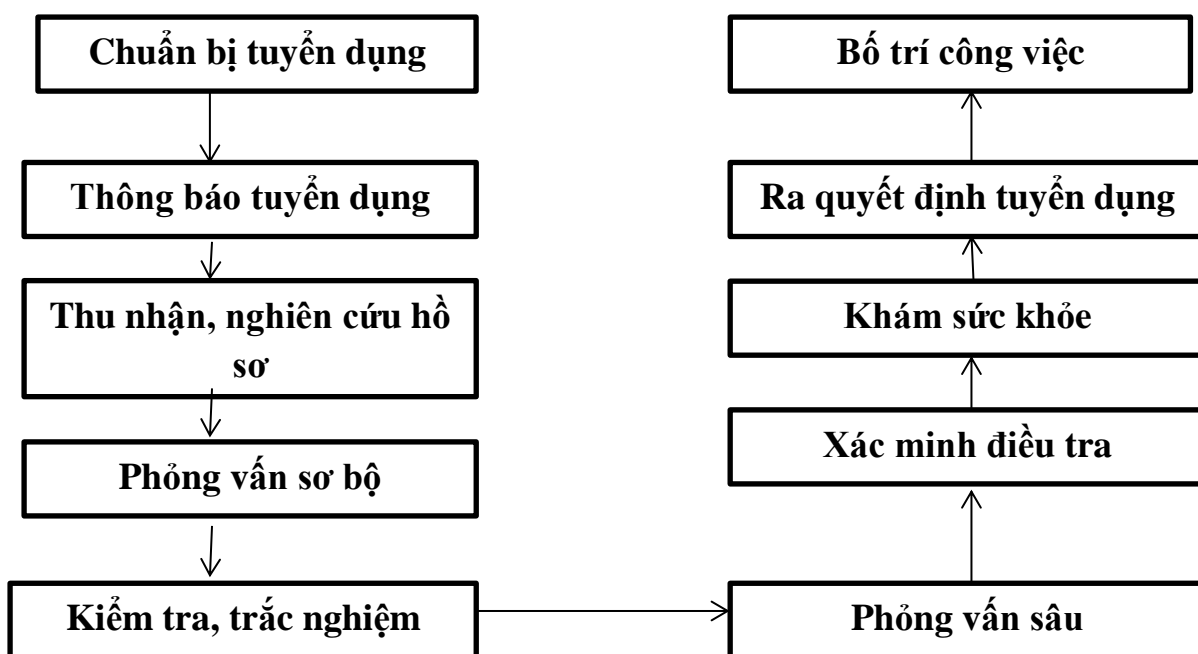 Chuẩn bị tuyển dụng
Thông báo tuyển dụng
Thu nhận, nghiên cứu hồ
sơ
Phỏng vấn sơ bộ
Kiểm tra, trắc nghiệm
Phỏng vấn sâu
Xác minh điều tra
Khám sức khỏe
Ra quyết định tuyển dụng
Bố trí công việc